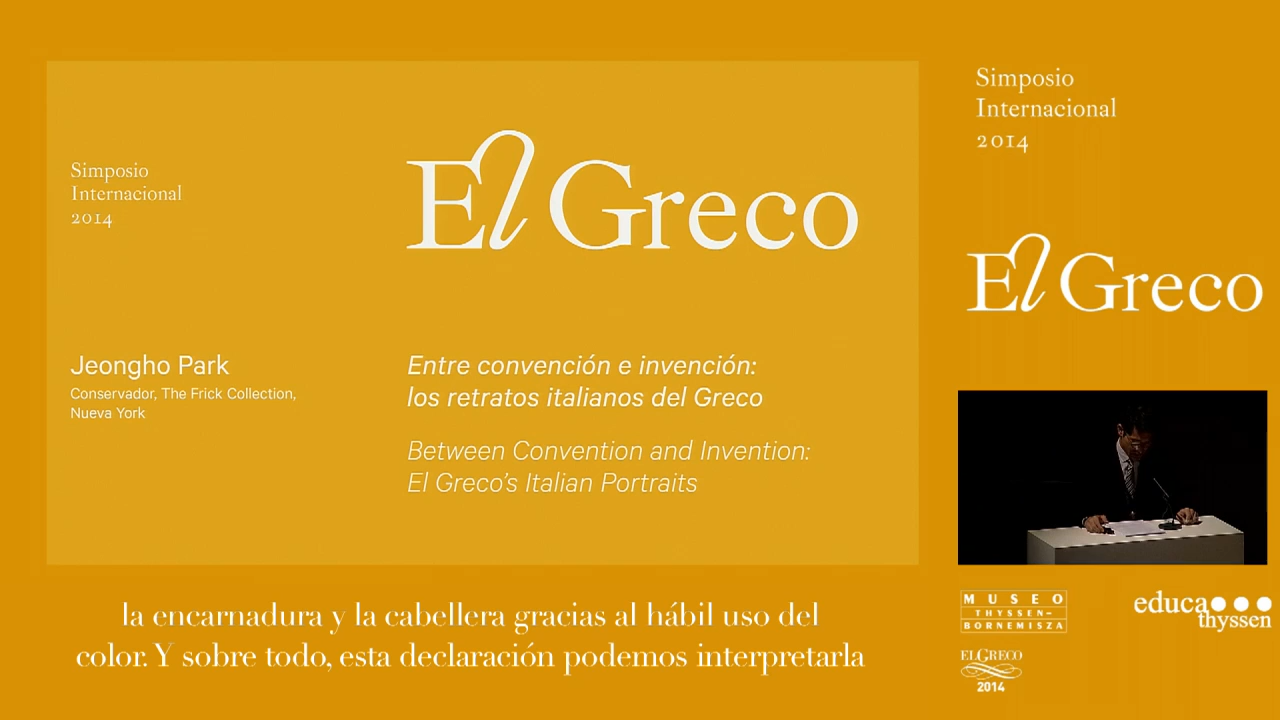 Simposio
Internacional
2014
El Greco
Jeongho Park
Conservador, The Frick Collection,
Nueva York
Entre convención e invención:
los retratos italianos del Greco
Between Convention and Invention:
El Greco's Italian Portraits
la encarnadura y la cabellera gracias al hábil uso del
color. Y sobre todo, esta declaración podemos interpretarla
Simposio
Internacional
2014
El Greco
MUSEO
THYSSEN-
BORNEMISZA
educa
thyssen
ELGRECO
2014